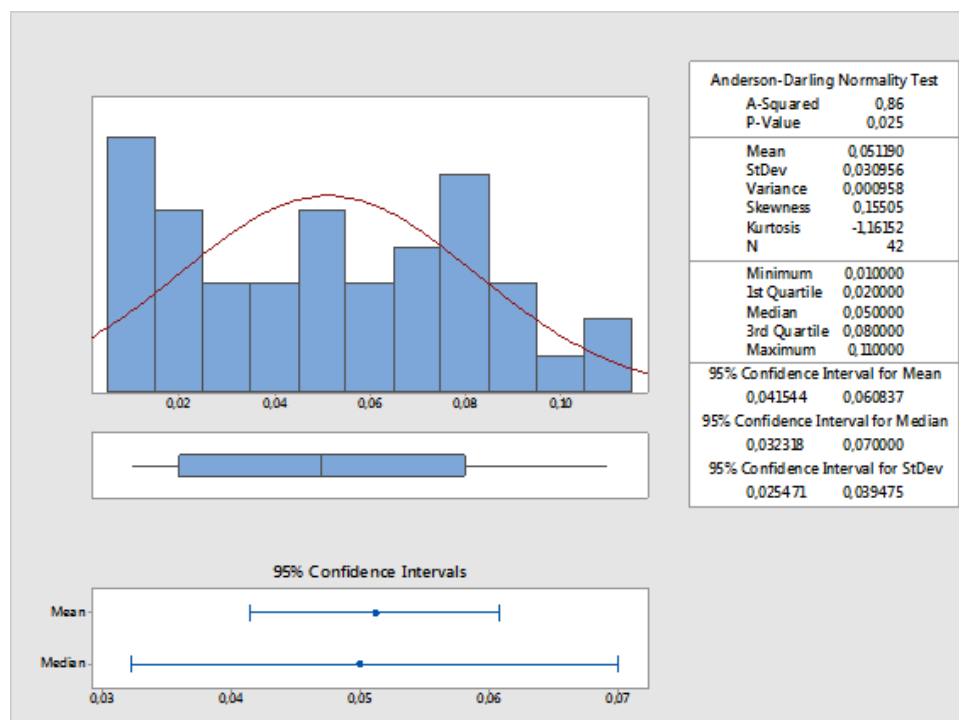 Anderson-Darling Normality Test
A-Squared 0,86
P-Value 0,025
Mean 0,051190
StDev 0,030956
Variance 0,000958
Skewness 0,15505
Kurtosis -1,16152
N 42
Minimum 0,010000
1st Quartile 0,020000
Median 0,050000
3rd Quartile 0,080000
Maximum 0,110000
95% Confidence Interval for Mean
0,041544 0,060837
95% Confidence Interval for Median
0,032318 0,070000
95% Confidence Interval for StDev
0,025471 0,039475
0,02 0,04 0,06 0,08 0,10
95% Confidence Intervals
Mean
Median
0,03 0,04 0,05 0,06 0,07